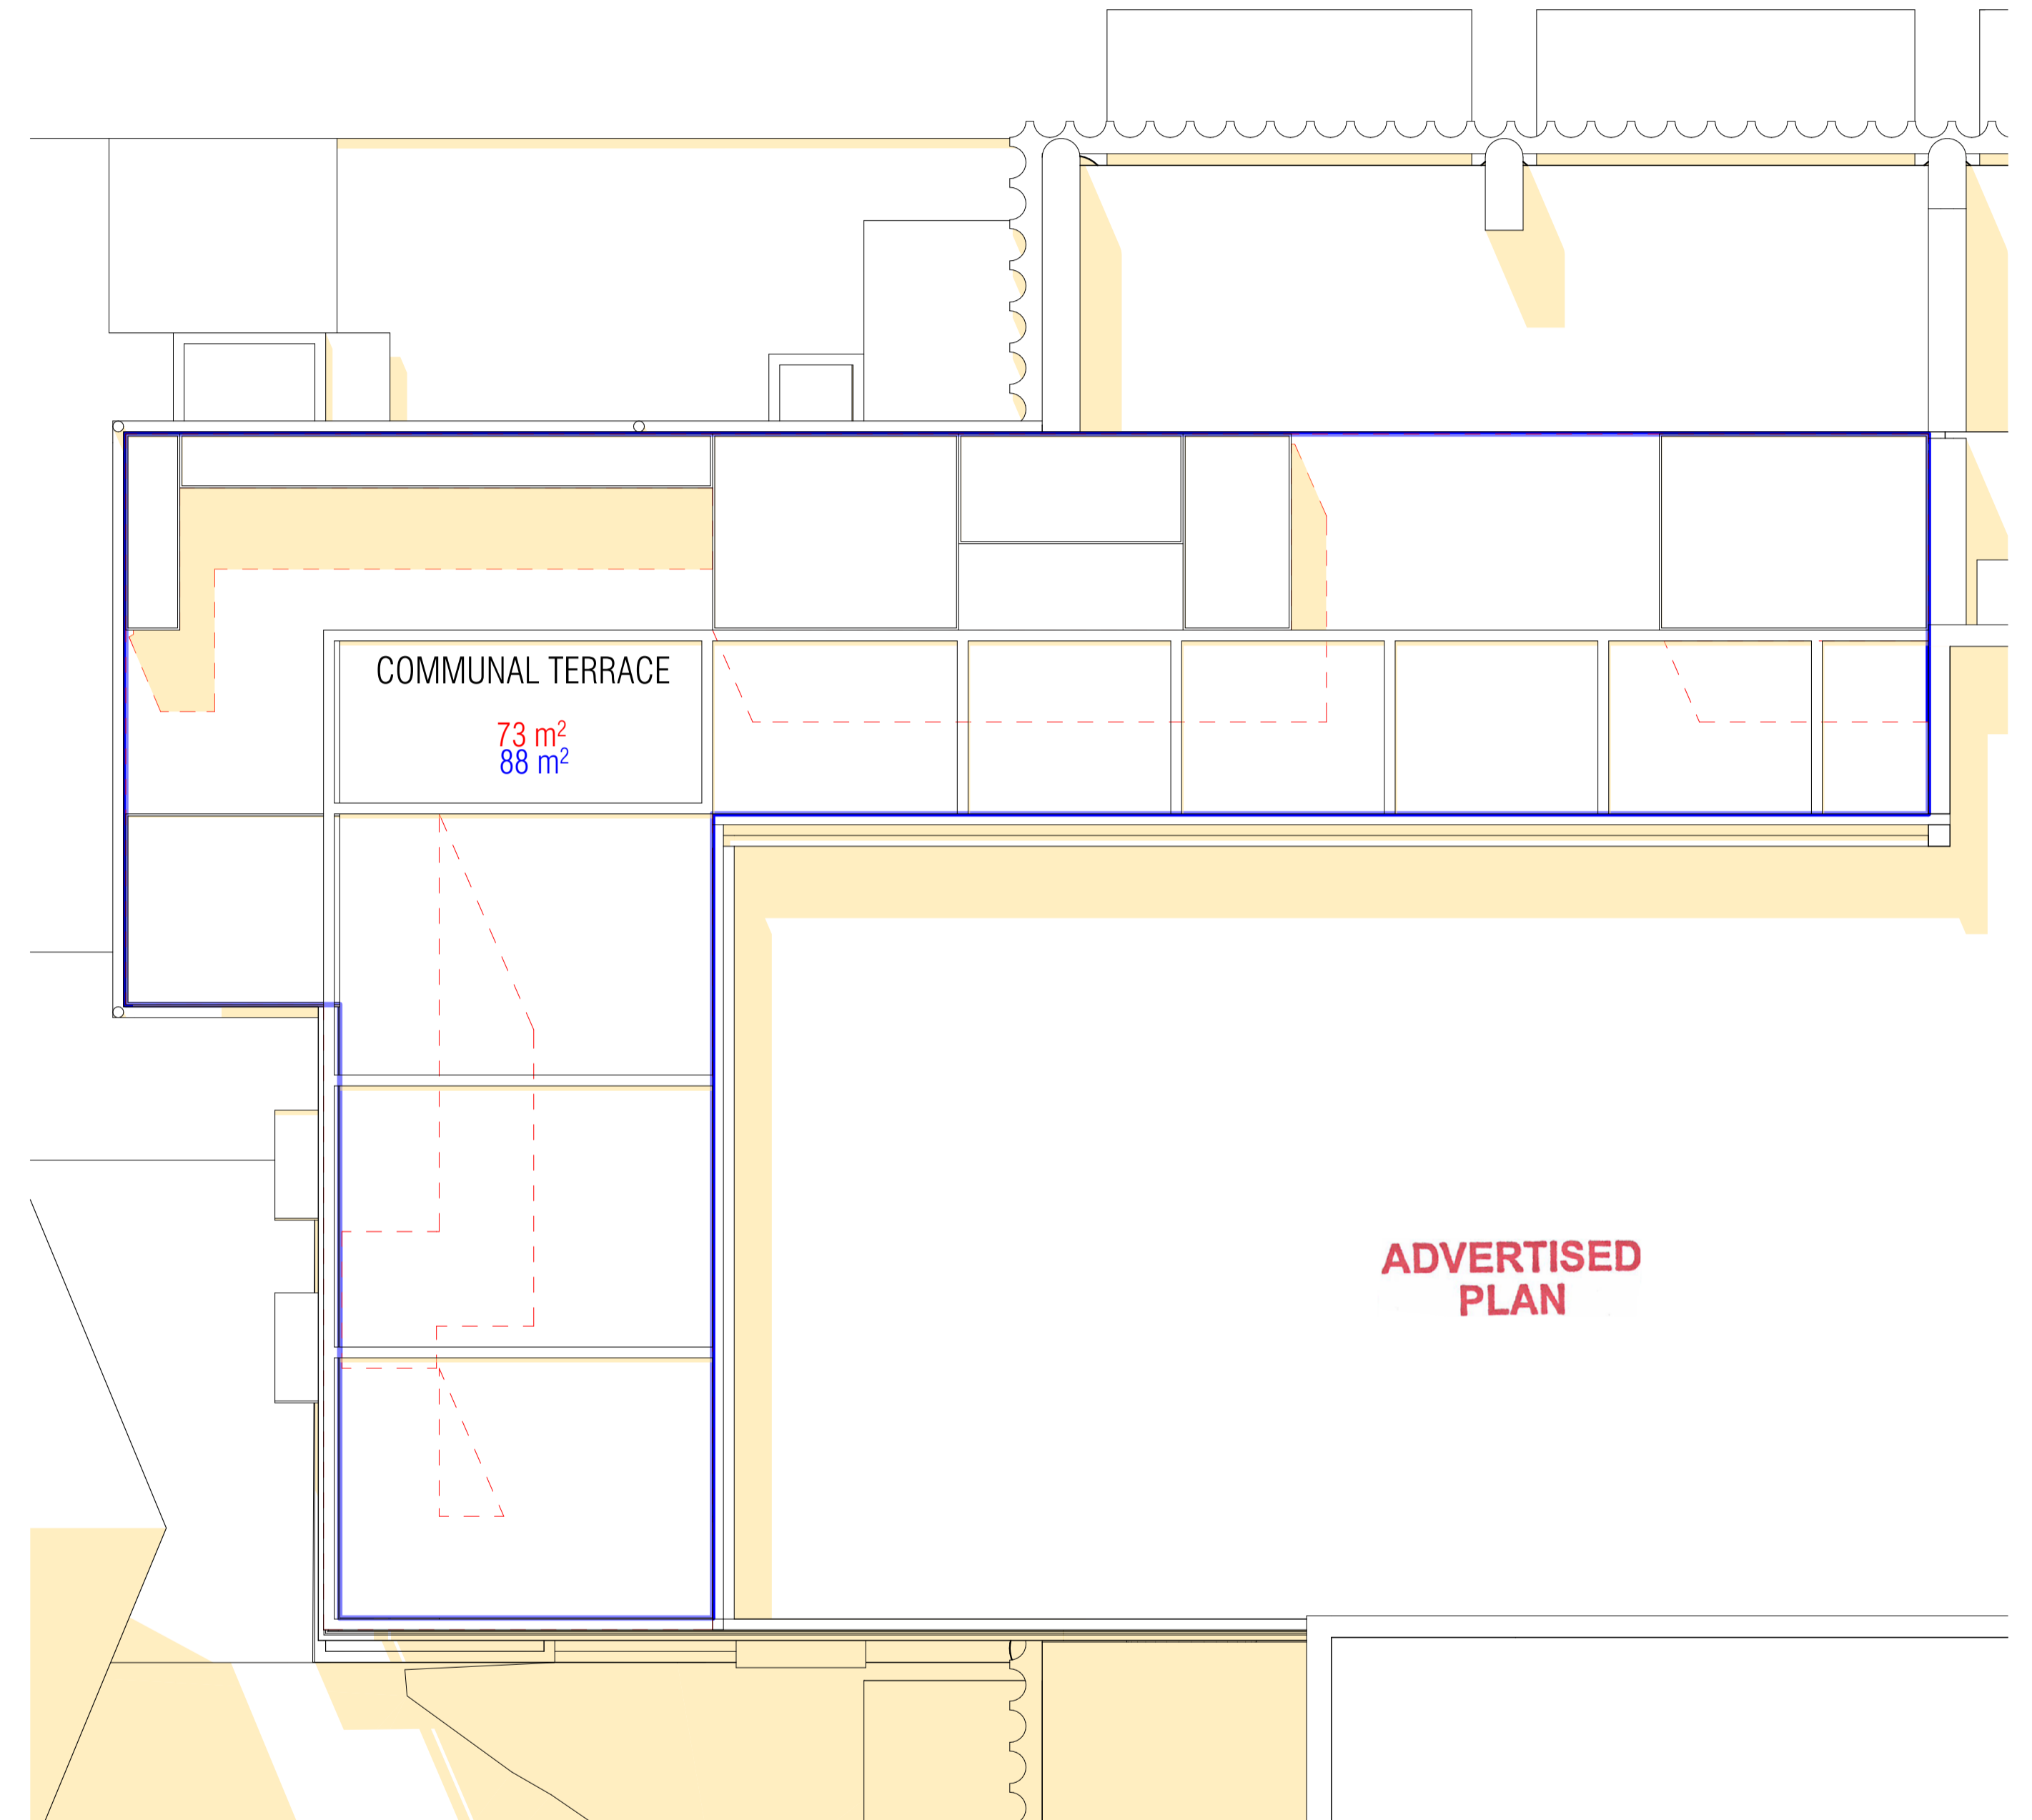 COMMUNAL TERRACE
73 m²
88 m²
ADVERTISED
PLAN